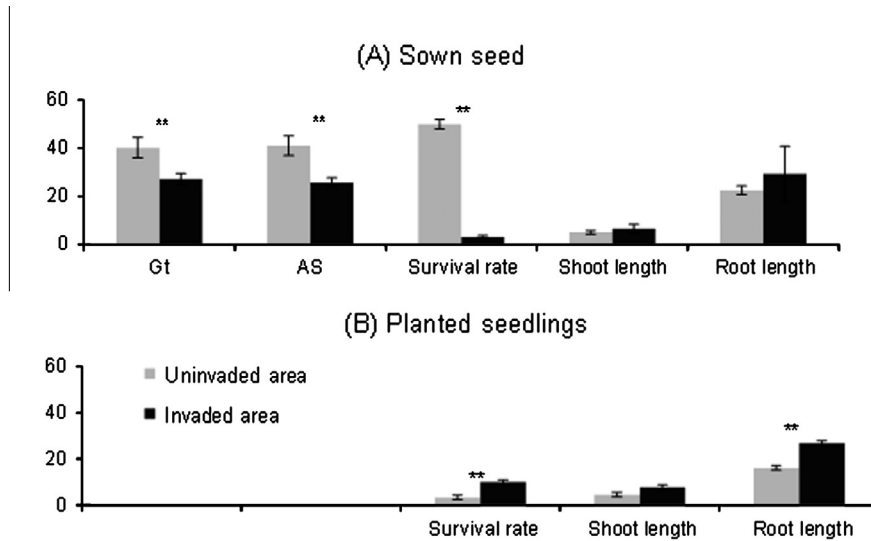 (A) Sown seed
60
40
20
0
** ** **
Gt AS Survival rate Shoot length Root length
(B) Planted seedlings
60
40
20
0
Uninvaded area
Invaded area
** **
Survival rate Shoot length Root length